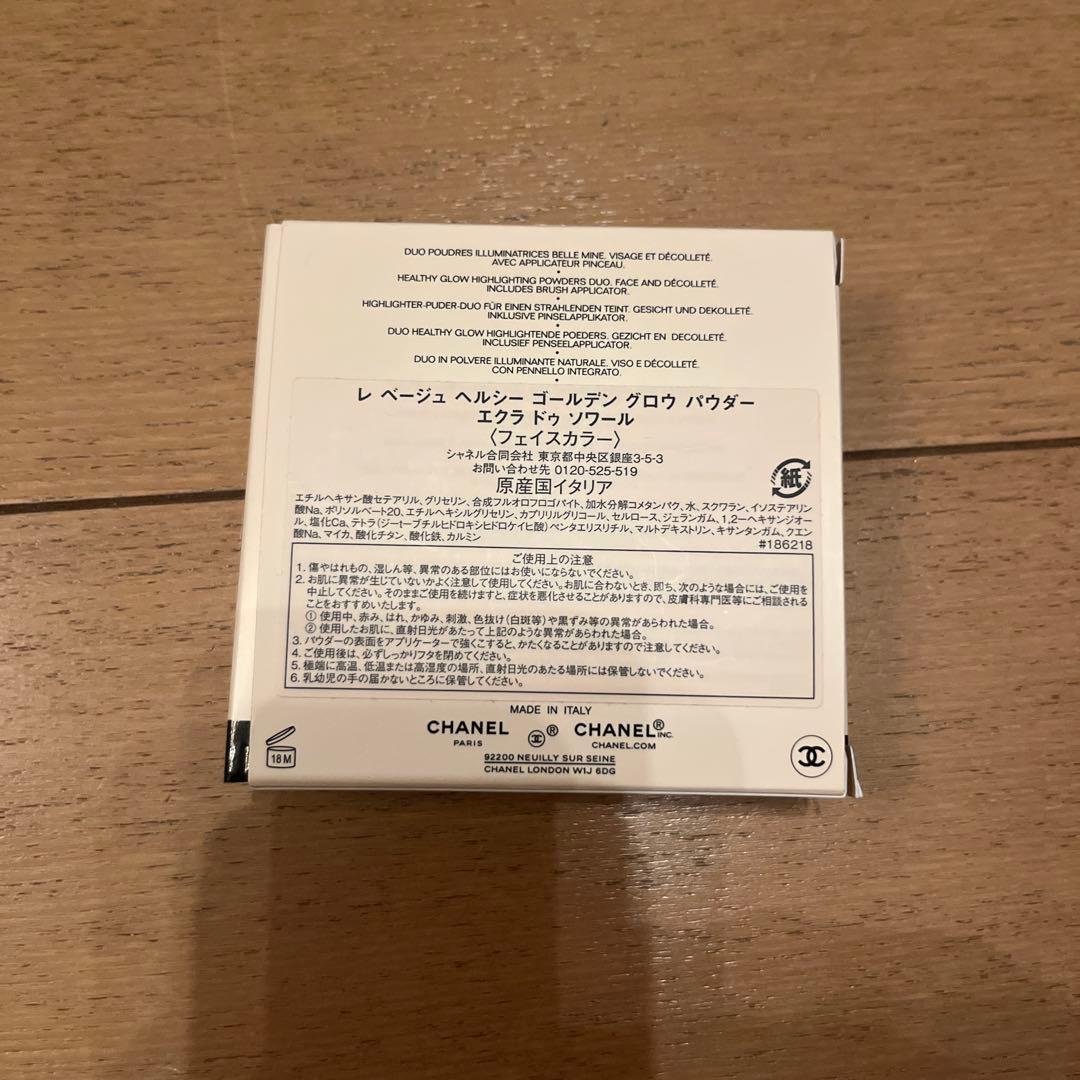 DUO POUDRES ILLUMINATRICES BELLE MINE. VISAGE ET DÉCOLLETÉ.
AVEC APPLICATEUR PINCEAU.
HEALTHY GLOW HIGHLIGHTING POWDERS DUO. FACE AND DÉCOLLETÉ.
INCLUDES BRUSH APPLICATOR.
HIGHLIGHTER-PUDER-DUO FÜR EINEN STRAHLENDEN TEINT. GESICHT UND DEKOLLETÉ.
INKLUSIVE PINSELAPPLIKATOR.
DUO HEALTHY GLOW HIGHLIGHTENDE POEDERS. GEZICHT EN DECOLLETÉ.
INCLUSIEF PENSEELAPPLICATOR.
DUO IN POLVERE ILLUMINANTE NATURALE. VISO E DÉCOLLETÉ.
CON PENNELLO INTEGRATO.
レ ベージュ ヘルシー ゴールデン グロウ パウダー
エクラ ドゥ ソワール
〈フェイスカラー〉
シャネル合同会社 東京都中央区銀座3-5-3
お問い合わせ先 0120-525-519
原産国イタリア
紙
エチルヘキサン酸セテアリル、グリセリン、合成フルオロフロゴパイト、加水分解コメタンパク、水、スクワラン、イソステアリン
酸Na、ポリソルベート20、エチルヘキシルグリセリン、カプリリルグリコール、セルロース、ジェランガム、1,2-ヘキサンジオー
ル、塩化Ca、テトラ(ジ-t-ブチルヒドロキシヒドロケイヒ酸)ペンタエリスリチル、マルトデキストリン、キサンタンガム、クエン
酸Na、マイカ、酸化チタン、酸化鉄、カルミン
#186218
ご使用上の注意
1. 傷やはれもの、湿しん等、異常のある部位にはお使いにならないでください。
2. お肌に異常が生じていないかよく注意して使用してください。お肌に合わないとき、即ち、次のような場合には、ご使用を
中止してください。そのままご使用を続けますと、症状を悪化させることがありますので、皮膚科専門医等にご相談される
ことをおすすめいたします。
① 使用中、赤み、はれ、かゆみ、刺激、色抜け(白斑等)や黒ずみ等の異常があらわれた場合。
② 使用したお肌に、直射日光があたって上記のような異常があらわれた場合。
3. パウダーの表面をアプリケーターで強くこすると、かたくなることがありますので注意してください。
4. ご使用後は、必ずしっかりフタを閉めてください。
5. 極端に高温、低温または高湿度の場所、直射日光のあたる場所には保管しないでください。
6. 乳幼児の手の届かないところに保管してください。
MADE IN ITALY
CHANEL ® CHANEL® INC.
PARIS CHANEL.COM
92200 NEUILLY SUR SEINE
CHANEL LONDON W1J 6DG
18 M